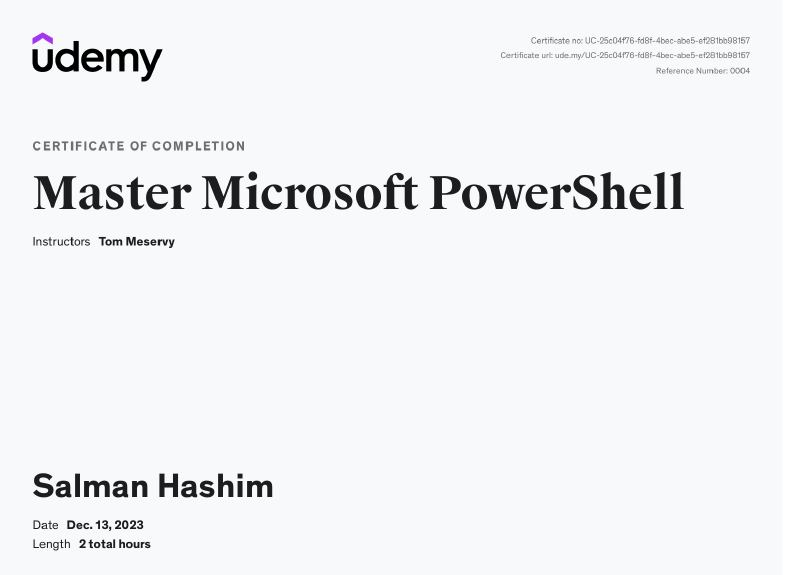 udemy
Certificate no: UC-25c04f76-fd8f-4bec-abe5-ef281bb98157
Certificate url: ude.my/UC-25c04f76-fd8f-4bec-abe5-ef281bb98157
Reference Number: 0004
CERTIFICATE OF COMPLETION
Master Microsoft PowerShell
Instructors Tom Meservy
Salman Hashim
Date Dec. 13, 2023
Length 2 total hours